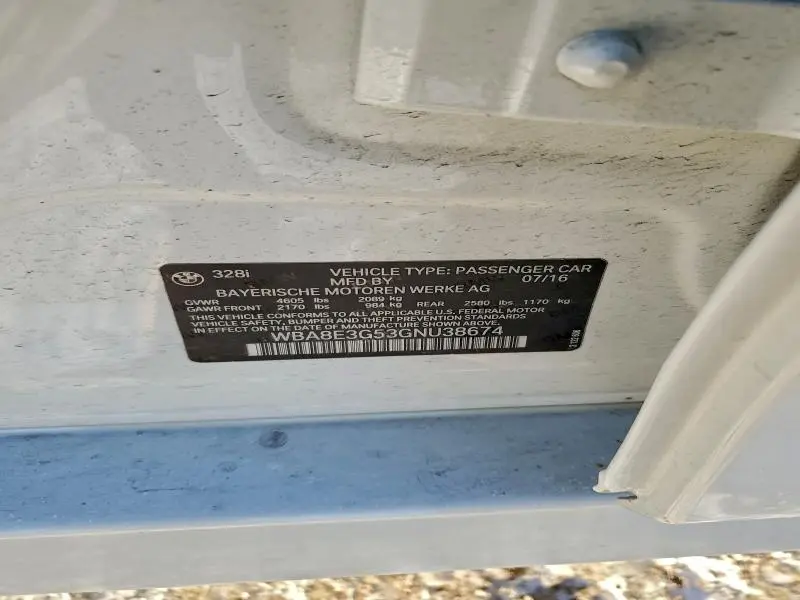 328i VEHICLE TYPE: PASSENGER CAR
MFD BY 07/16
BAYERISCHE MOTOREN WERKE AG
GVWR 4605 lbs 2089 kg
GAWR FRONT 2170 lbs 984 kg REAR 2580 lbs 1170 kg
THIS VEHICLE CONFORMS TO ALL APPLICABLE U.S. FEDERAL MOTOR
VEHICLE SAFETY, BUMPER AND THEFT PREVENTION STANDARDS
IN EFFECT ON THE DATE OF MANUFACTURE SHOWN ABOVE.
WBA8E3G53GNU38674